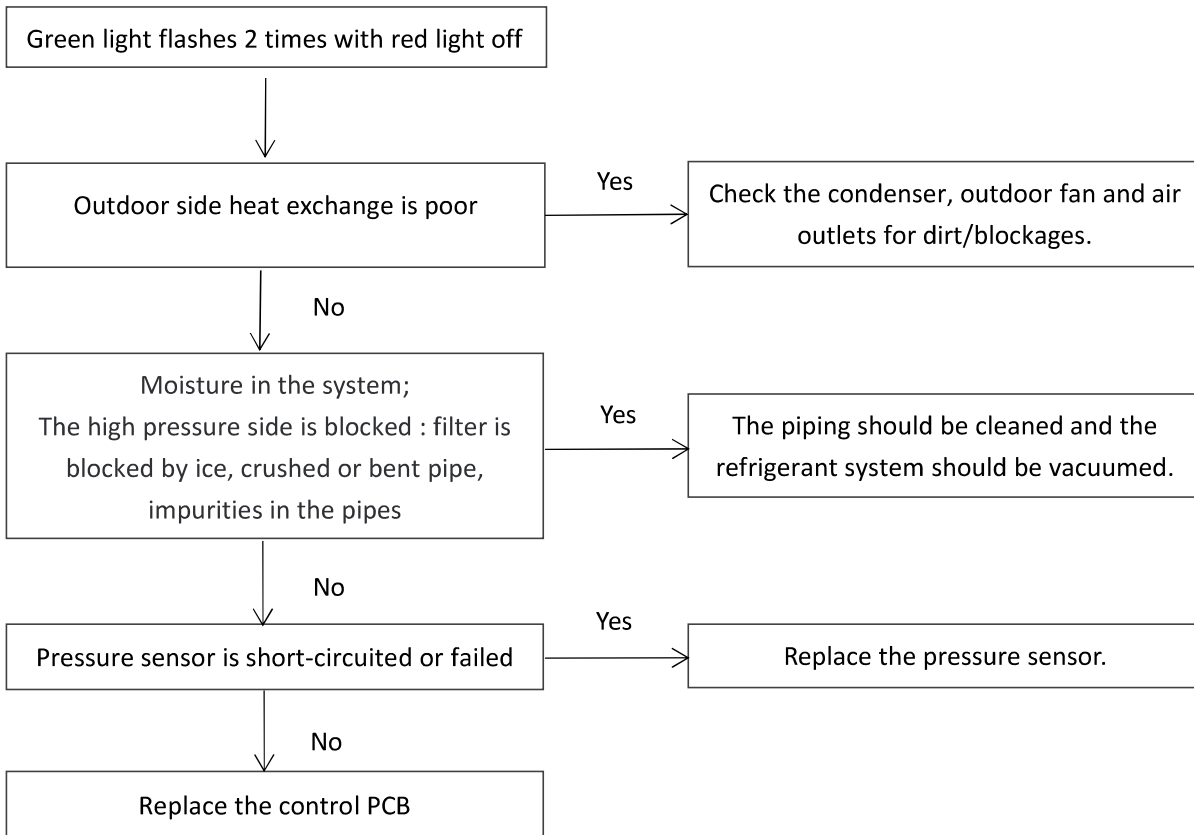 Green light flashes 2 times with red light off
Outdoor side heat exchange is poor
Yes
Check the condenser, outdoor fan and air
outlets for dirt/blockages.
No
Moisture in the system;
The high pressure side is blocked : filter is
blocked by ice, crushed or bent pipe,
impurities in the pipes
Yes
The piping should be cleaned and the
refrigerant system should be vacuumed.
No
Pressure sensor is short-circuited or failed
Yes
Replace the pressure sensor.
No
Replace the control PCB